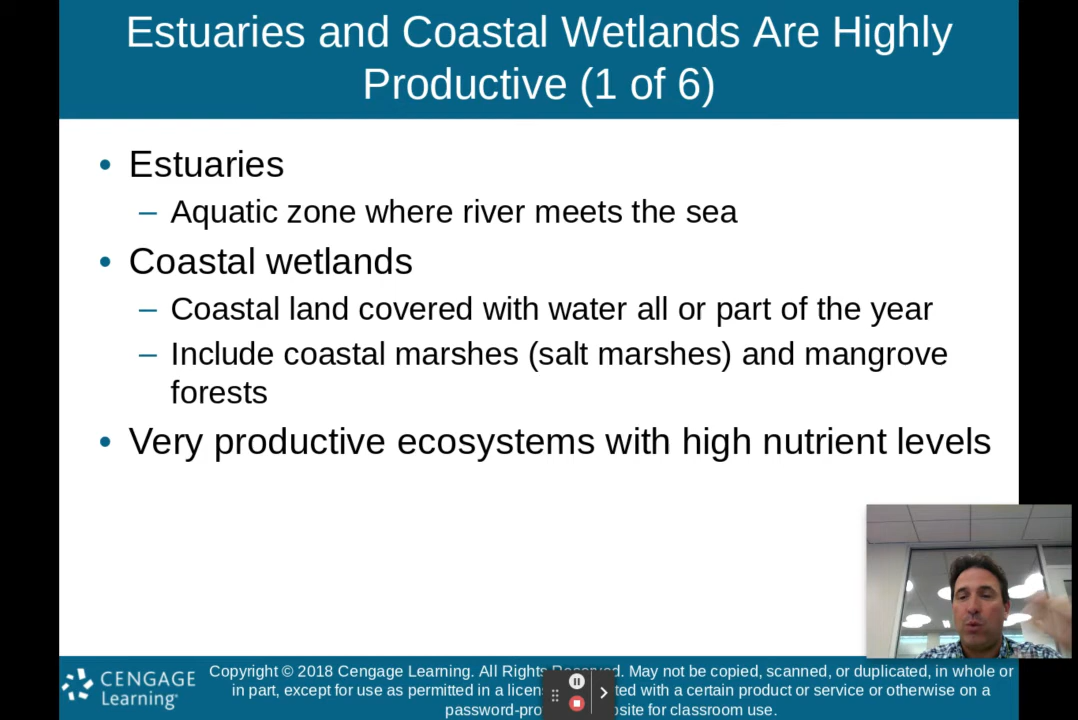 Estuaries and Coastal Wetlands Are Highly
Productive (1 of 6)
• Estuaries
– Aquatic zone where river meets the sea
• Coastal wetlands
– Coastal land covered with water all or part of the year
– Include coastal marshes (salt marshes) and mangrove
forests
• Very productive ecosystems with high nutrient levels
CENGAGE
Learning®
Copyright © 2018 Cengage Learning. All Rights Reserved. May not be copied, scanned, or duplicated, in whole or
in part, except for use as permitted in a with a certain product or service or otherwise on a
for classroom use.